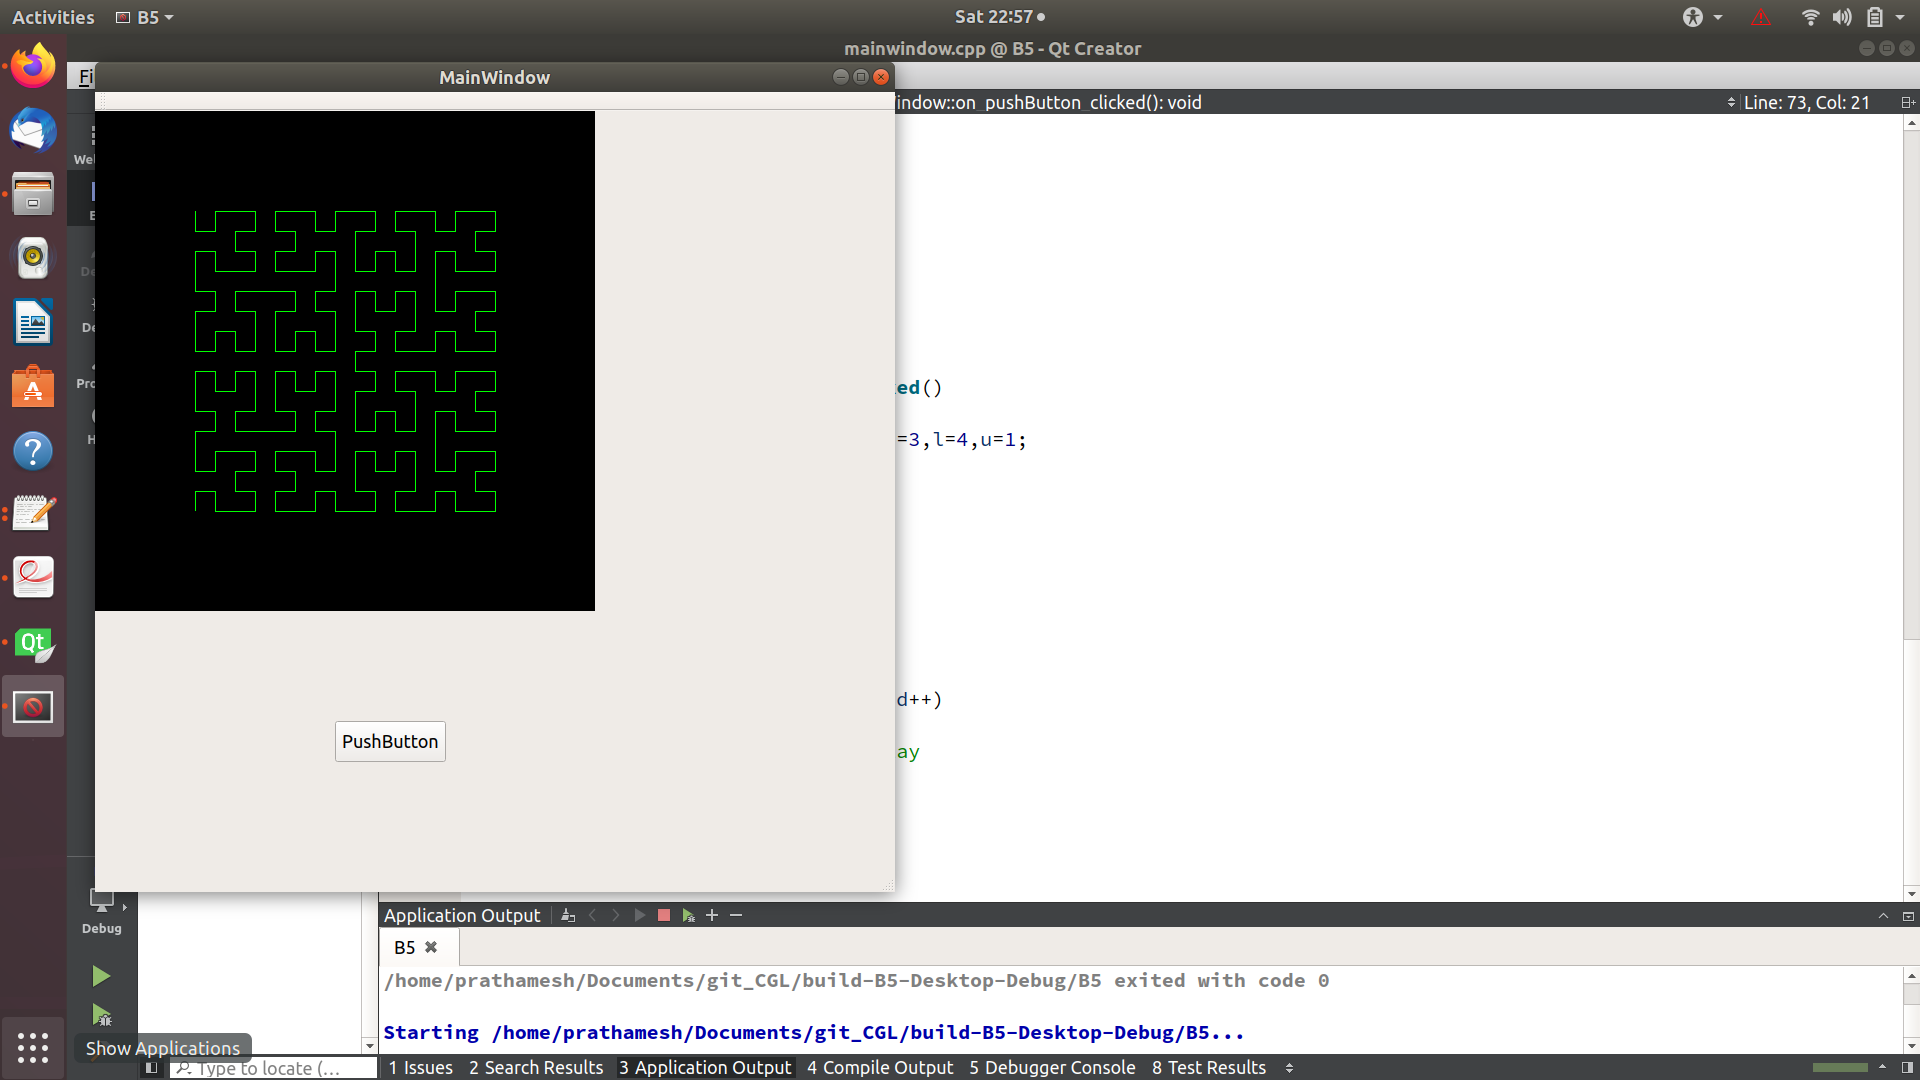 Activities B5 Sat 22:57
mainwindow.cpp @ B5 - Qt Creator
Fi
MainWindow
indow::on_pushButton_clicked(): void Line: 73, Col: 21
Wel
E
De
ed()
De
Pro
=3,l=4,u=1;
H
d++)
PushButton
ay
Application Output
Debug
B5
/home/prathamesh/Documents/git_CGL/build-B5-Desktop-Debug/B5 exited with code 0
Starting /home/prathamesh/Documents/git_CGL/build-B5-Desktop-Debug/B5...
Show Applications
Type to locate (... 1 Issues 2 Search Results 3 Application Output 4 Compile Output 5 Debugger Console 8 Test Results
Qt